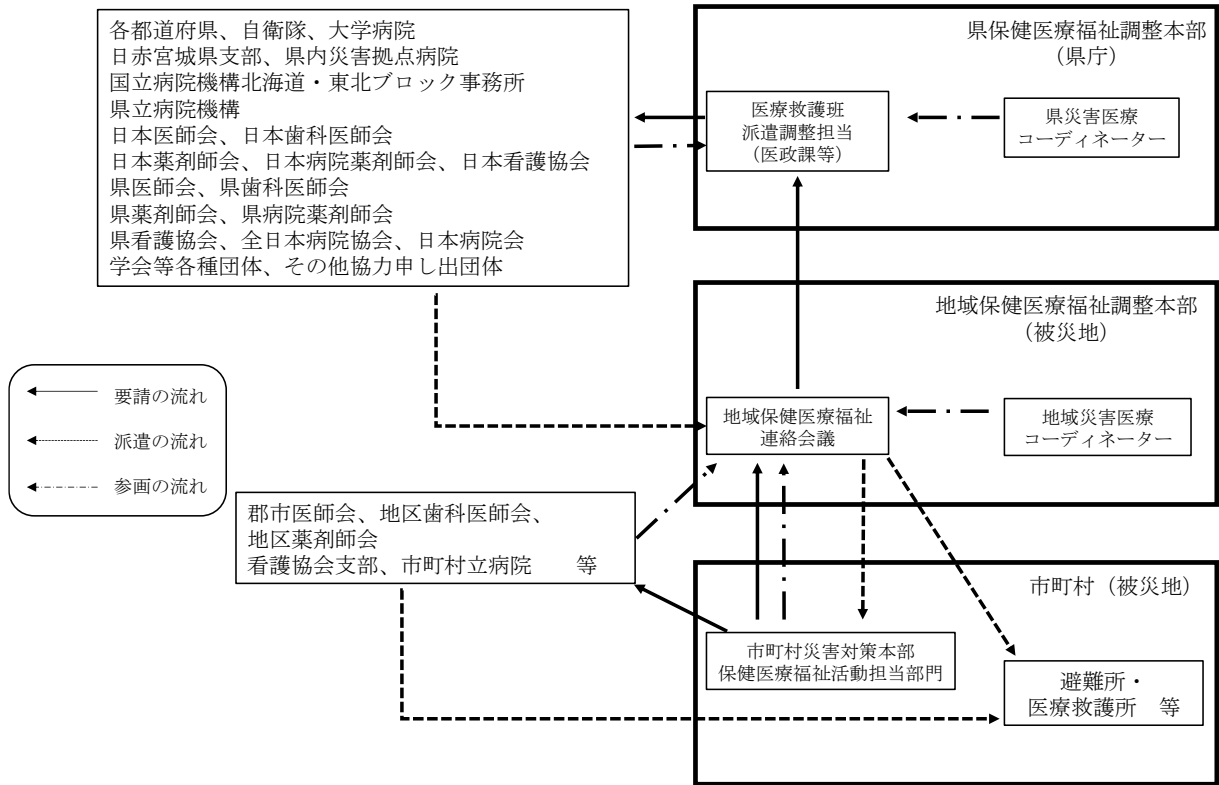 各都道府県、自衛隊、大学病院
日赤宮城県支部、県内災害拠点病院
国立病院機構北海道・東北ブロック事務所
県立病院機構
日本医師会、日本歯科医師会
日本薬剤師会、日本病院薬剤師会、日本看護協会
県医師会、県歯科医師会
県薬剤師会、県病院薬剤師会
県看護協会、全日本病院協会、日本病院会
学会等各種団体、その他協力申し出団体
県保健医療福祉調整本部
（県庁）
医療救護班
派遣調整担当
（医政課等）
県災害医療
コーディネーター
地域保健医療福祉調整本部
（被災地）
地域保健医療福祉
連絡会議
地域災害医療
コーディネーター
要請の流れ
派遣の流れ
参画の流れ
郡市医師会、地区歯科医師会、
地区薬剤師会
看護協会支部、市町村立病院　等
市町村（被災地）
市町村災害対策本部
保健医療福祉活動担当部門
避難所・
医療救護所　等